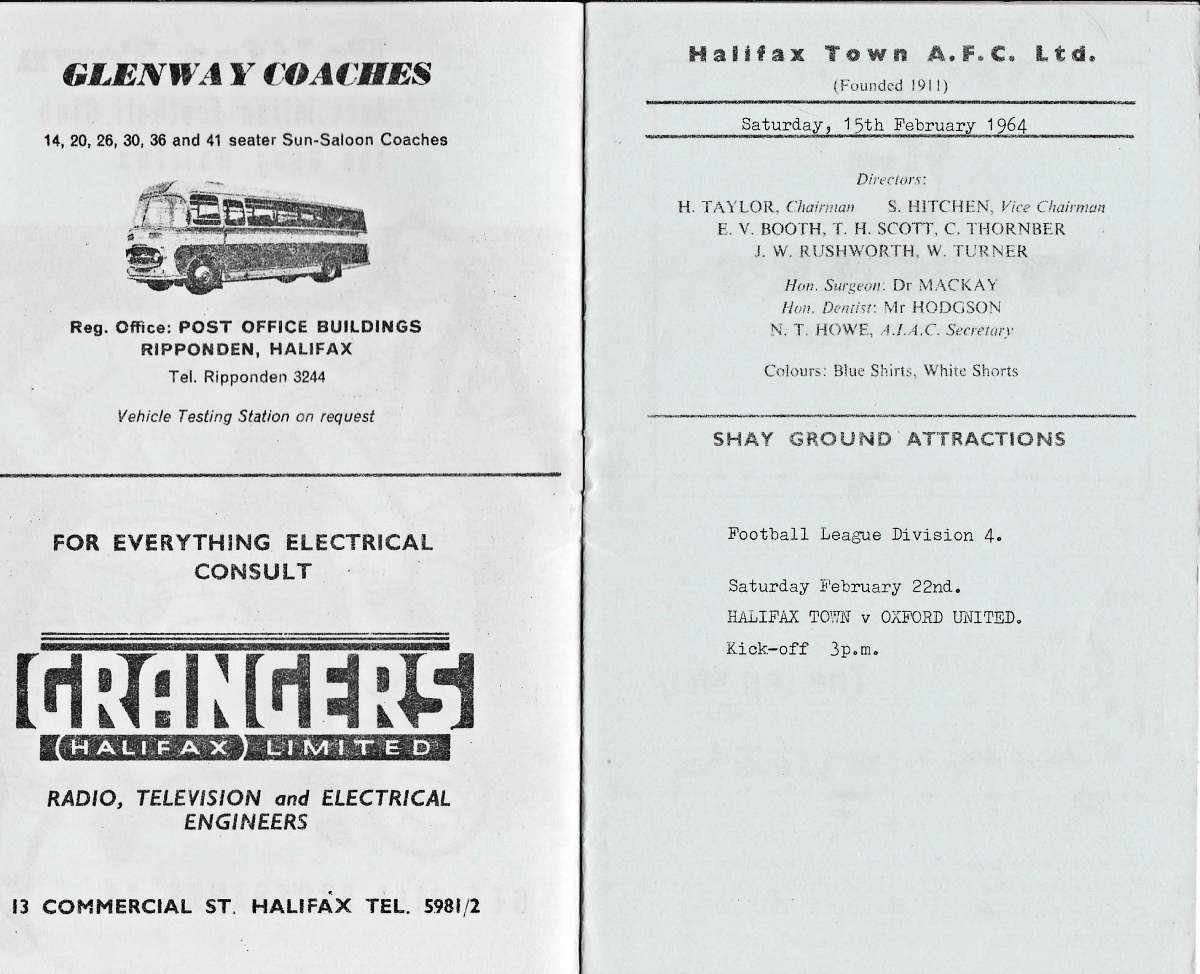 GLENWAY COACHES
14, 20, 26, 30, 36 and 41 seater Sun-Saloon Coaches
Reg. Office: POST OFFICE BUILDINGS
RIPPONDEN, HALIFAX
Tel. Ripponden 3244
Vehicle Testing Station on request
FOR EVERYTHING ELECTRICAL
CONSULT
GRANGERS
(HALIFAX) LIMITED
RADIO, TELEVISION and ELECTRICAL
ENGINEERS
13 COMMERCIAL ST. HALIFAX TEL. 5981/2
Halifax Town A.F.C. Ltd.
(Founded 1911)
Saturday, 15th February 1964
Directors:
H. TAYLOR, Chairman S. HITCHEN, Vice Chairman
E. V. BOOTH, T. H. SCOTT, C. THORNBER
J. W. RUSHWORTH, W. TURNER
Hon. Surgeon: Dr MACKAY
Hon. Dentist: Mr HODGSON
N. T. HOWE, A.I.A.C. Secretary
Colours: Blue Shirts, White Shorts
SHAY GROUND ATTRACTIONS
Football League Division 4.
Saturday February 22nd.
HALIFAX TOWN v OXFORD UNITED.
Kick-off 3p.m.